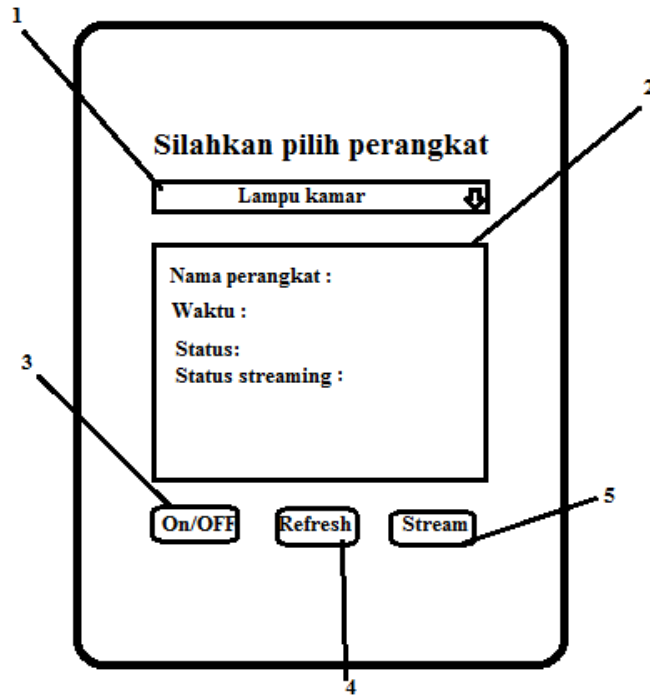 1
2
Silahkan pilih perangkat
Lampu kamar
Nama perangkat :
Waktu :
Status:
Status streaming :
3
On/OFF
Refresh
Stream
5
4